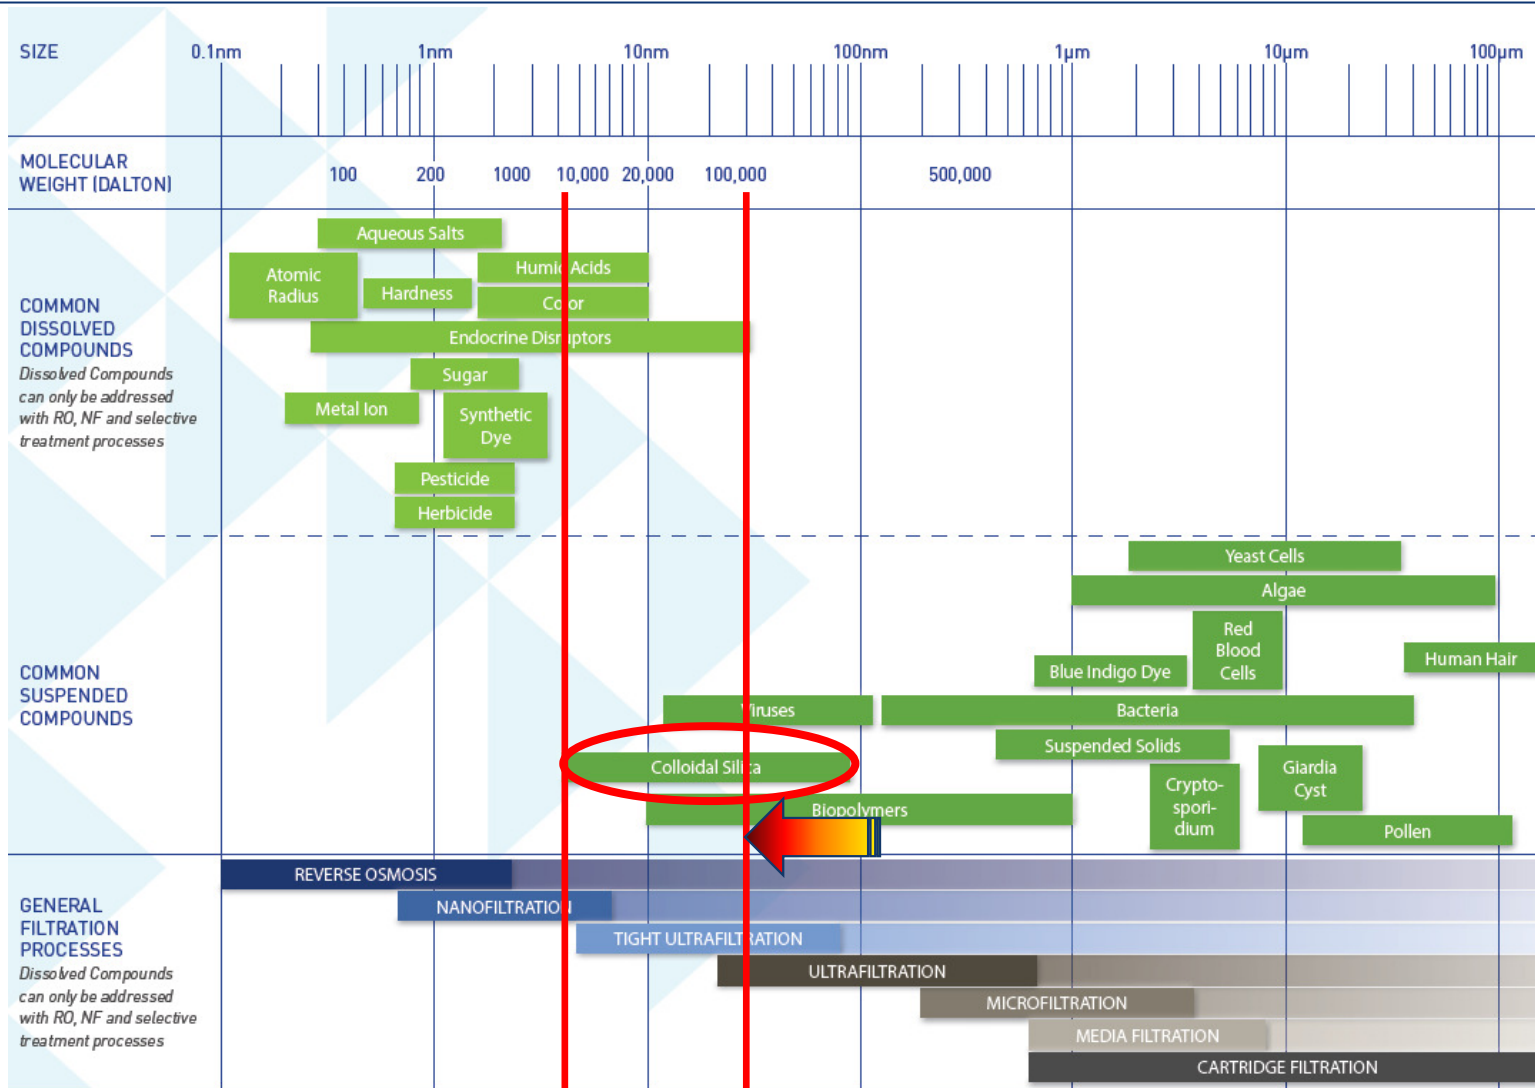 SIZE
0.1nm
1nm
10nm
100nm
1µm
10µm
100µm
MOLECULAR
WEIGHT (DALTON)
100
200
1000
10,000
20,000
100,000
500,000
COMMON
DISSOLVED
COMPOUNDS
Dissolved Compounds
can only be addressed
with RO, NF and selective
treatment processes
Aqueous Salts
Atomic
Radius
Humic Acids
Hardness
Color
Endocrine Disruptors
Sugar
Metal Ion
Synthetic
Dye
Pesticide
Herbicide
COMMON
SUSPENDED
COMPOUNDS
Yeast Cells
Algae
Red
Blood
Cells
Human Hair
Blue Indigo Dye
Viruses
Bacteria
Suspended Solids
Colloidal Silica
Giardia
Cyst
Crypto-
spori-
dium
Biopolymers
Pollen
GENERAL
FILTRATION
PROCESSES
Dissolved Compounds
can only be addressed
with RO, NF and selective
treatment processes
REVERSE OSMOSIS
NANOFILTRATION
TIGHT ULTRAFILTRATION
ULTRAFILTRATION
MICROFILTRATION
MEDIA FILTRATION
CARTRIDGE FILTRATION